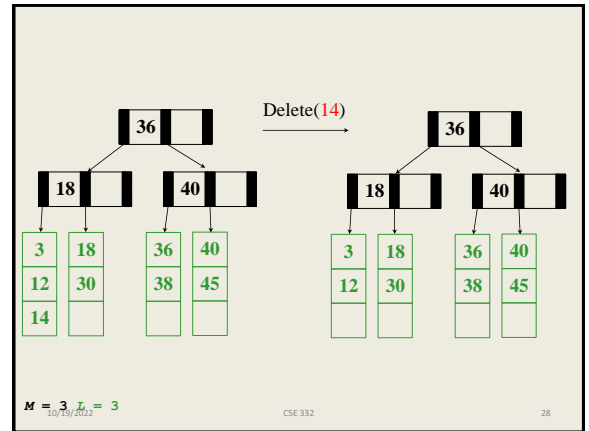 Delete(14)
36 36
18 40 18 40
3 18 36 40 3 18 36 40
12 30 38 45 12 30 38 45
14
M = 3 L = 3
10/19/2022 CSE 332 28